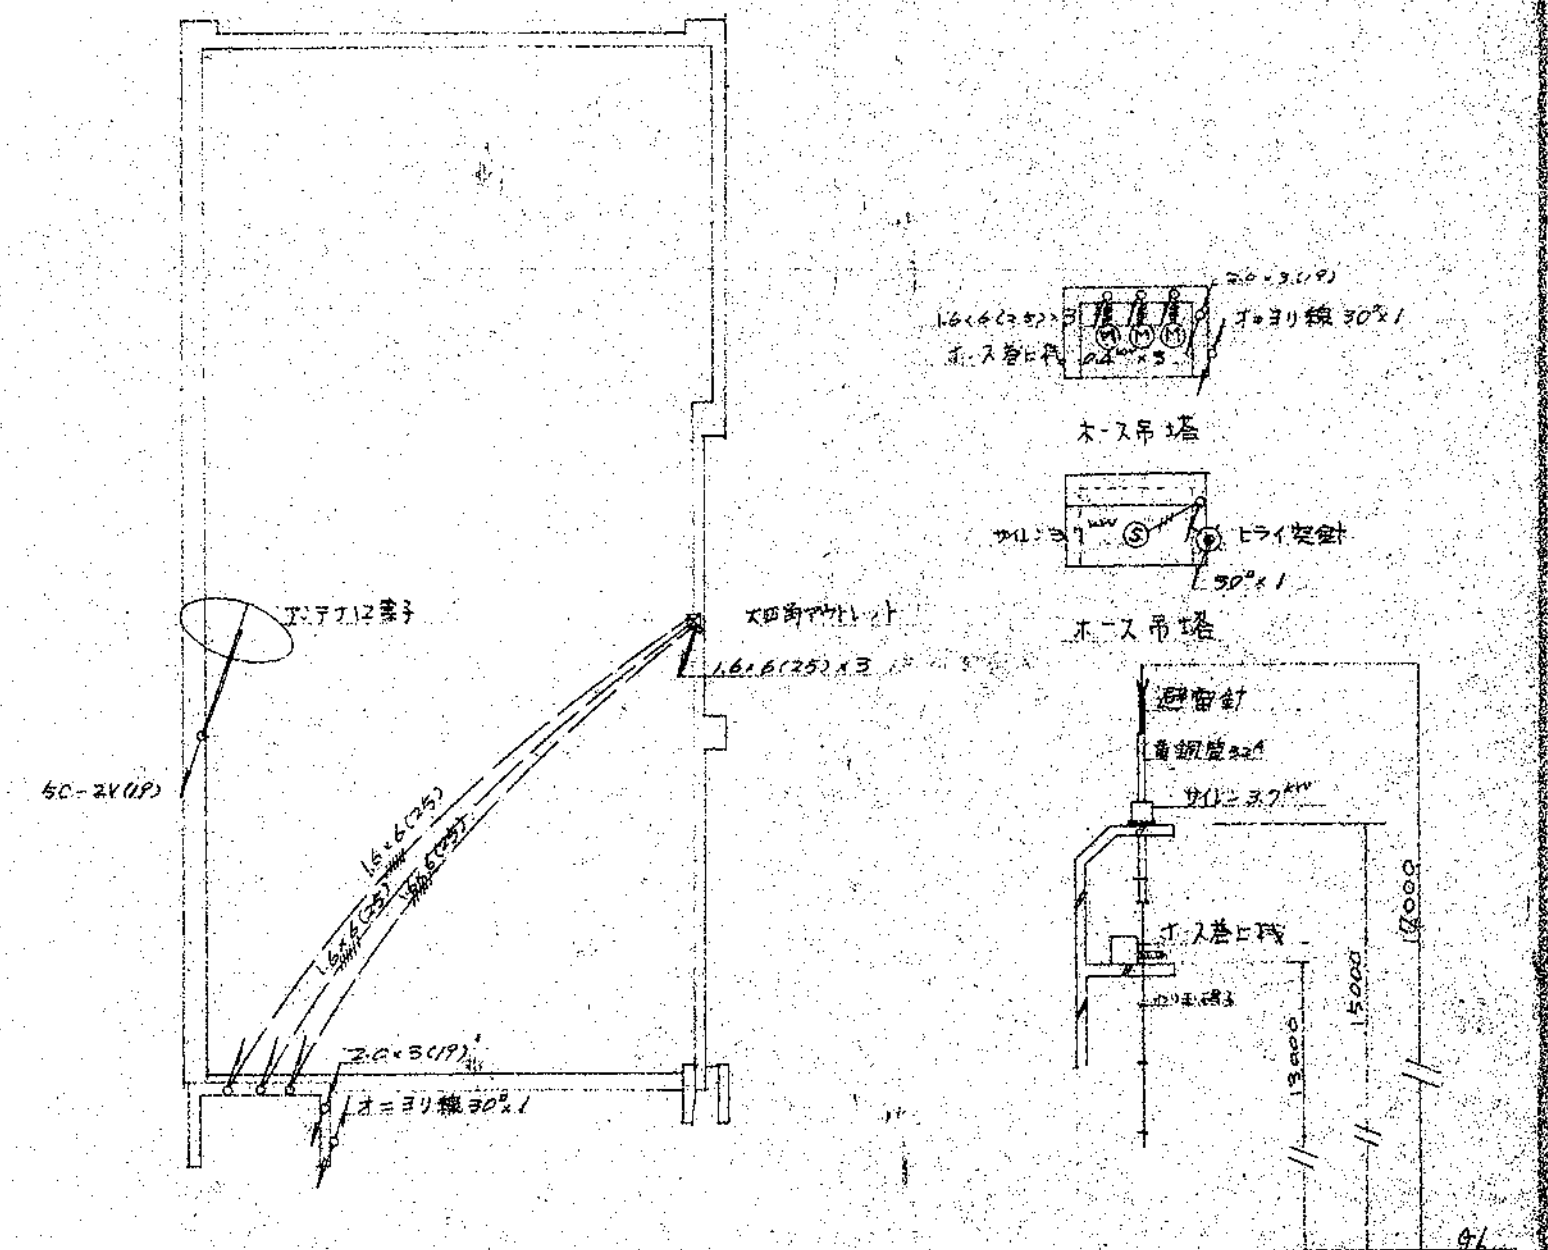 アンテナ12素子
5C-2V(19)
大四角アウトレット
1.6×6(25)×3
1.6×6(25)
1.6×6(25)
1.6×6(25)
2.0×3(19)
オニヨリ線 30°×1
2.0×3(19)
1.6×6(25)×3
オニヨリ線 30°×1
ホース巻上機 0.4KW×3
M M M
ホース吊塔
サイレン3.7KW
S
ヒライ突針
30°×1
ホース吊塔
避雷針
サイレン3.7KW
ホース巻上機
13000
15000